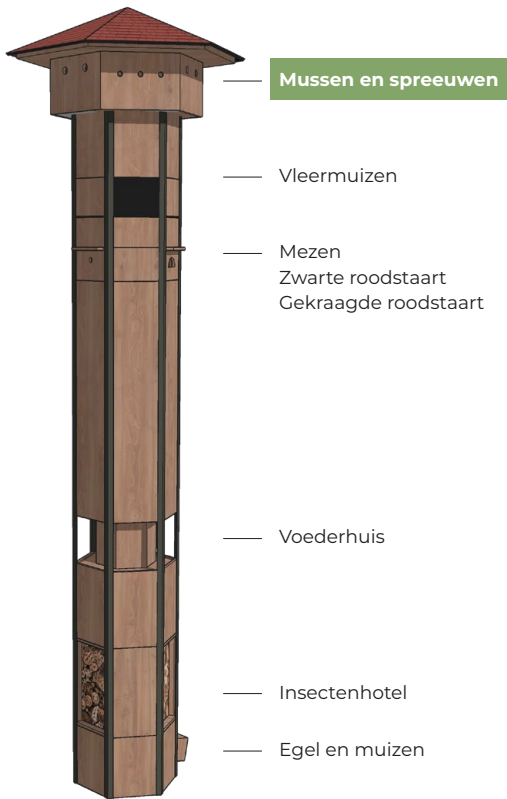 Mussen en spreeuwen
Vleermuizen
Mezen
Zwarte roodstaart
Gekraagde roodstaart
Voederhuis
Insectenhotel
Egel en muizen